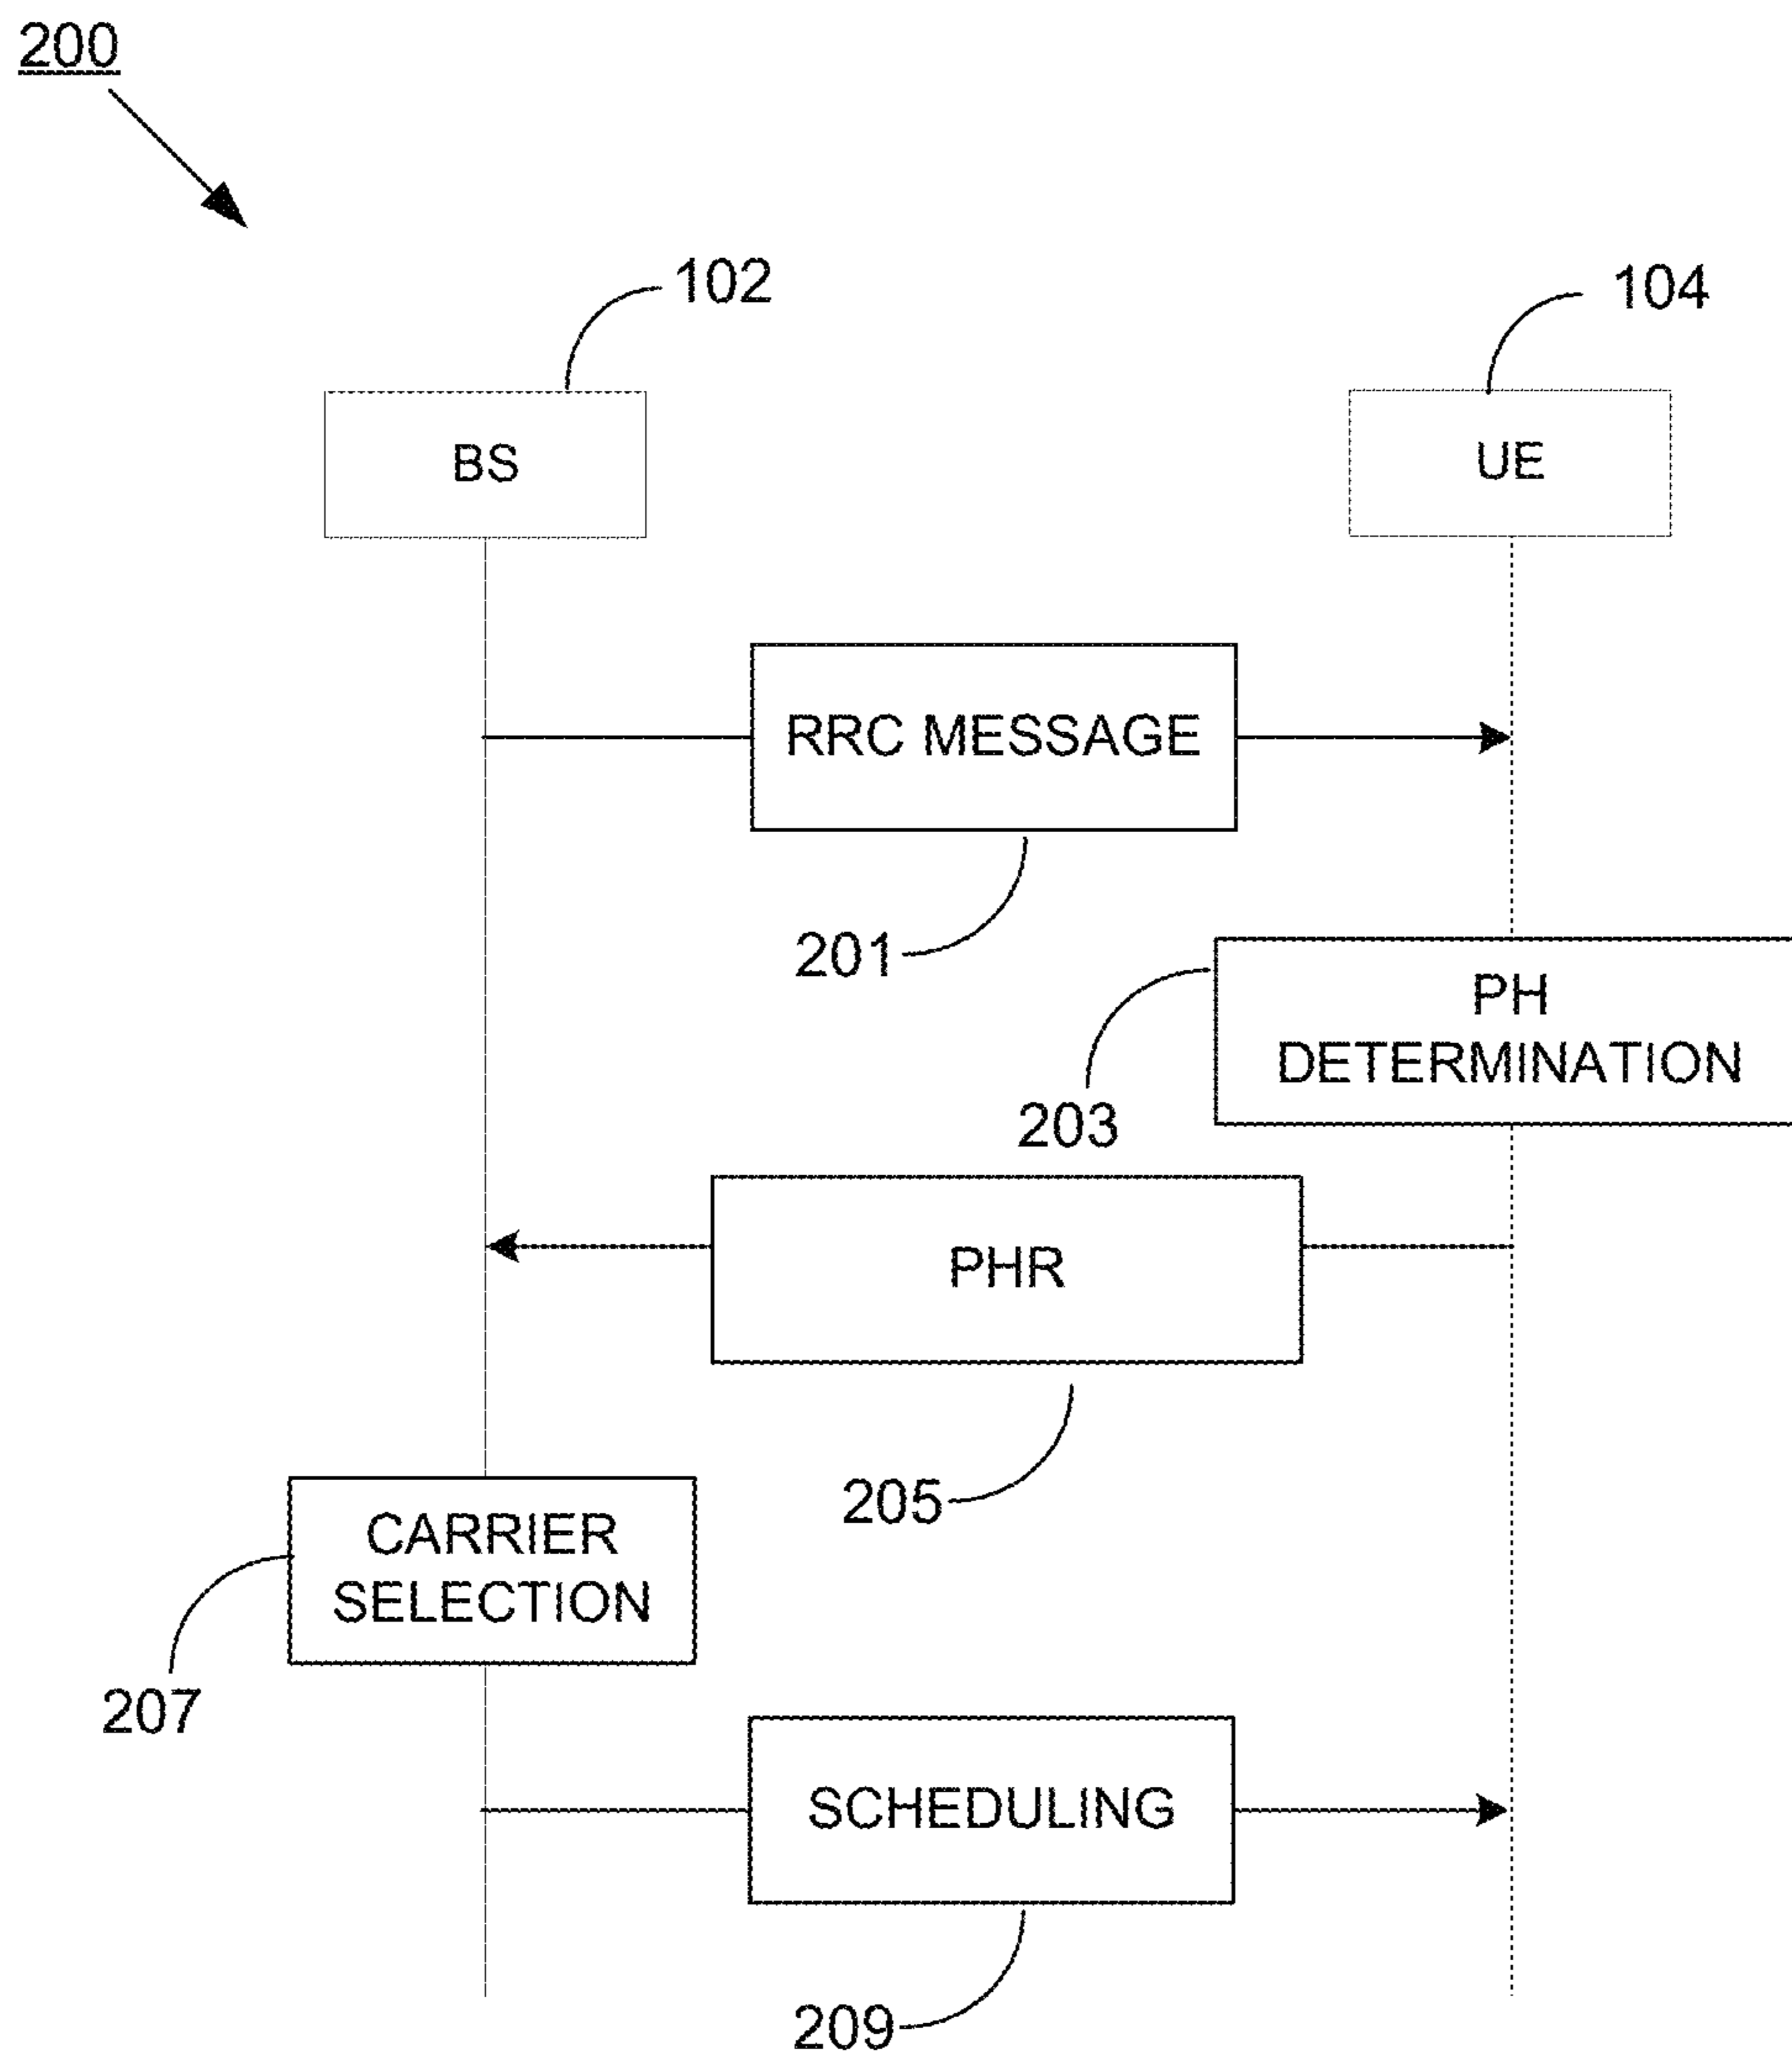 200
102
104
BS
UE
RRC MESSAGE
201
PH
DETERMINATION
203
PHR
205
CARRIER
SELECTION
207
SCHEDULING
209